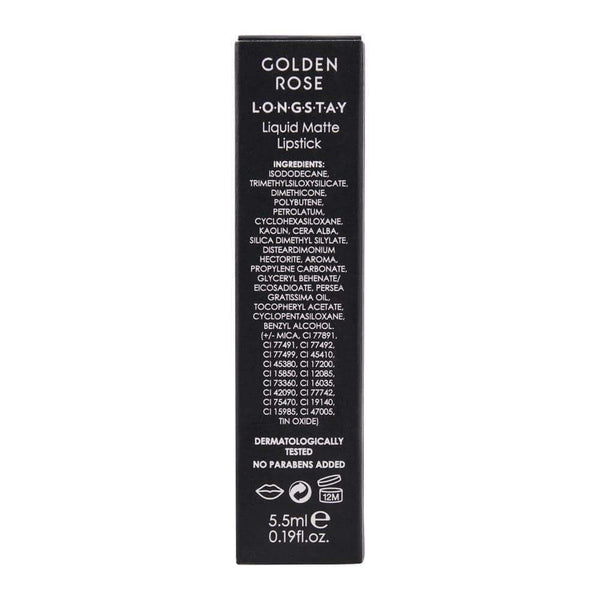 GOLDEN
ROSE
L·O·N·G·S·T·A·Y
Liquid Matte
Lipstick
INGREDIENTS:
ISODODECANE,
TRIMETHYLSILOXYSILICATE,
DIMETHICONE,
POLYBUTENE,
PETROLATUM,
CYCLOHEXASILOXANE,
KAOLIN, CERA ALBA,
SILICA DIMETHYL SILYLATE,
DISTEARDIMONIUM
HECTORITE, AROMA,
PROPYLENE CARBONATE,
GLYCERYL BEHENATE/
EICOSADIOATE, PERSEA
GRATISSIMA OIL,
TOCOPHERYL ACETATE,
CYCLOPENTASILOXANE,
BENZYL ALCOHOL.
(+/- MICA, CI 77891,
CI 77491, CI 77492,
CI 77499, CI 45410,
CI 45380, CI 17200,
CI 15850, CI 12085,
CI 73360, CI 16035,
CI 42090, CI 77742,
CI 75470, CI 19140,
CI 15985, CI 47005,
TIN OXIDE)
DERMATOLOGICALLY
TESTED
NO PARABENS ADDED
12M
5.5ml e
0.19fl.oz.